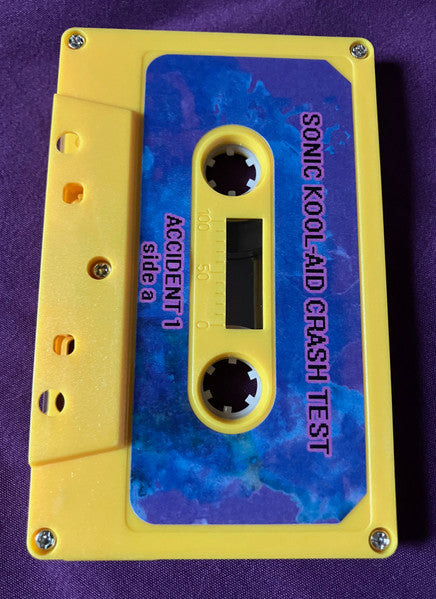 SONIC KOOL-AID CRASH TEST
100 50 0
ACCIDENT 1
side a